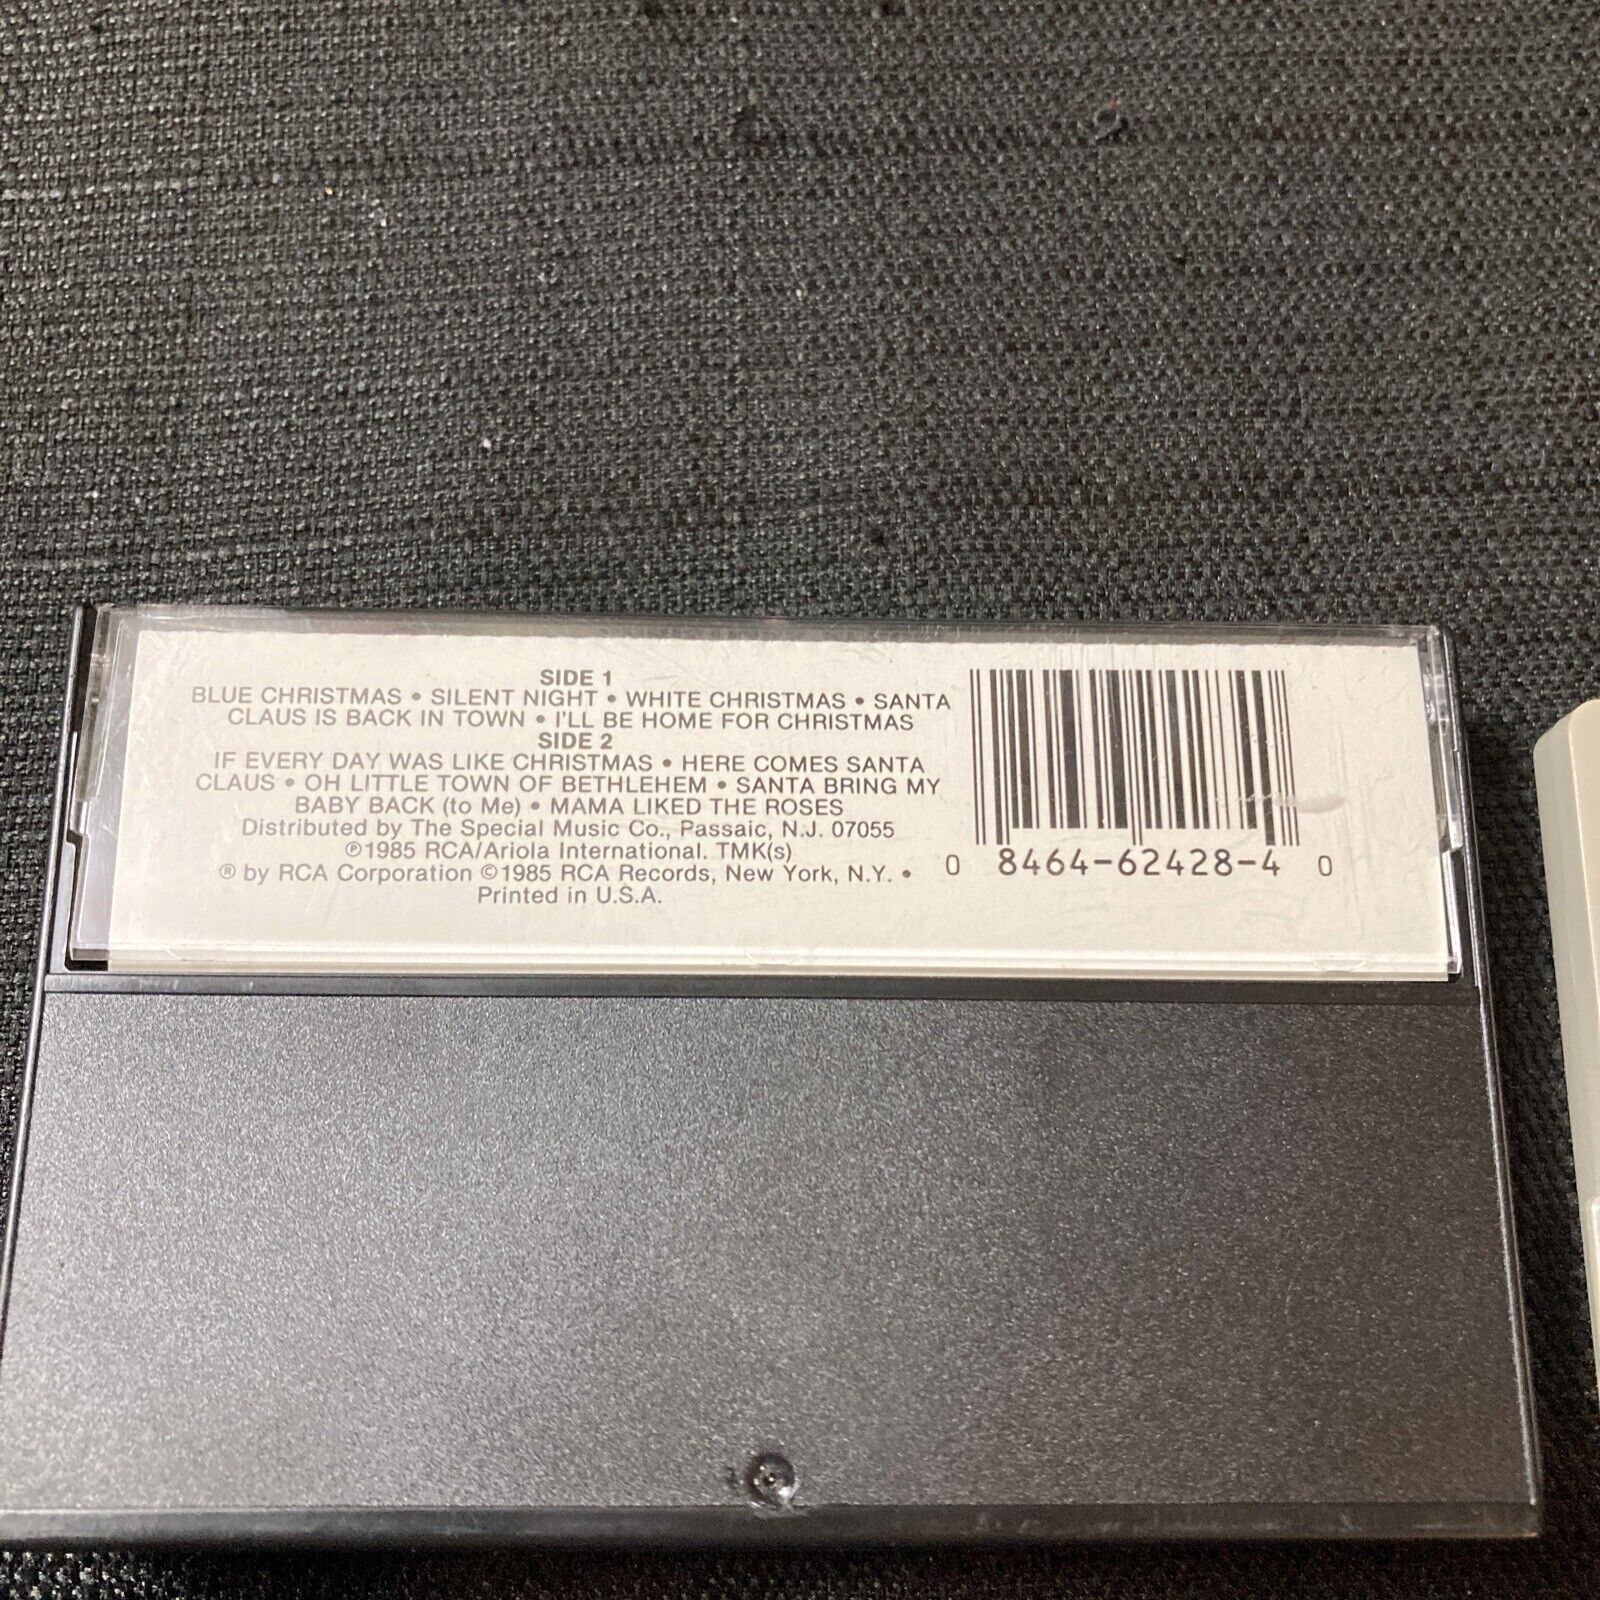 SIDE 1
BLUE CHRISTMAS • SILENT NIGHT • WHITE CHRISTMAS • SANTA
CLAUS IS BACK IN TOWN • I'LL BE HOME FOR CHRISTMAS
SIDE 2
IF EVERY DAY WAS LIKE CHRISTMAS • HERE COMES SANTA
CLAUS • OH LITTLE TOWN OF BETHLEHEM • SANTA BRING MY
BABY BACK (to Me) • MAMA LIKED THE ROSES
Distributed by The Special Music Co., Passaic, N.J. 07055
℗1985 RCA/Ariola International. TMK(s)
® by RCA Corporation ©1985 RCA Records, New York, N.Y. •
Printed in U.S.A.
0 8464-62428-4 0